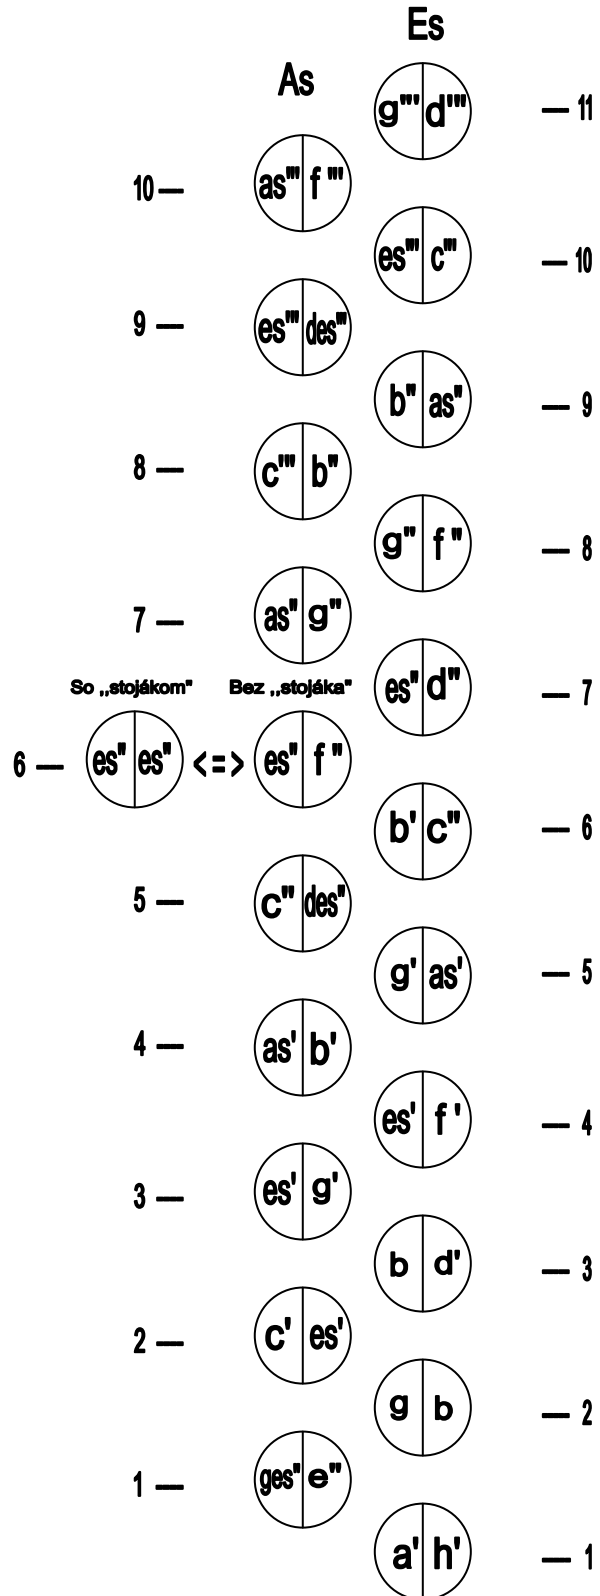 Es
As
g''' d''' — 11
10 — as''' f '''
es''' c''' — 10
9 — es''' des'''
b'' as'' — 9
8 — c''' b''
g'' f '' — 8
7 — as'' g''
So ,,stojákom" Bez ,,stojáka"
es'' d'' — 7
6 — es'' es'' <=> es'' f ''
b' c'' — 6
5 — c'' des''
g' as' — 5
4 — as' b'
es' f ' — 4
3 — es' g'
b d' — 3
2 — c' es'
g b — 2
1 — ges'' e''
a' h' — 1